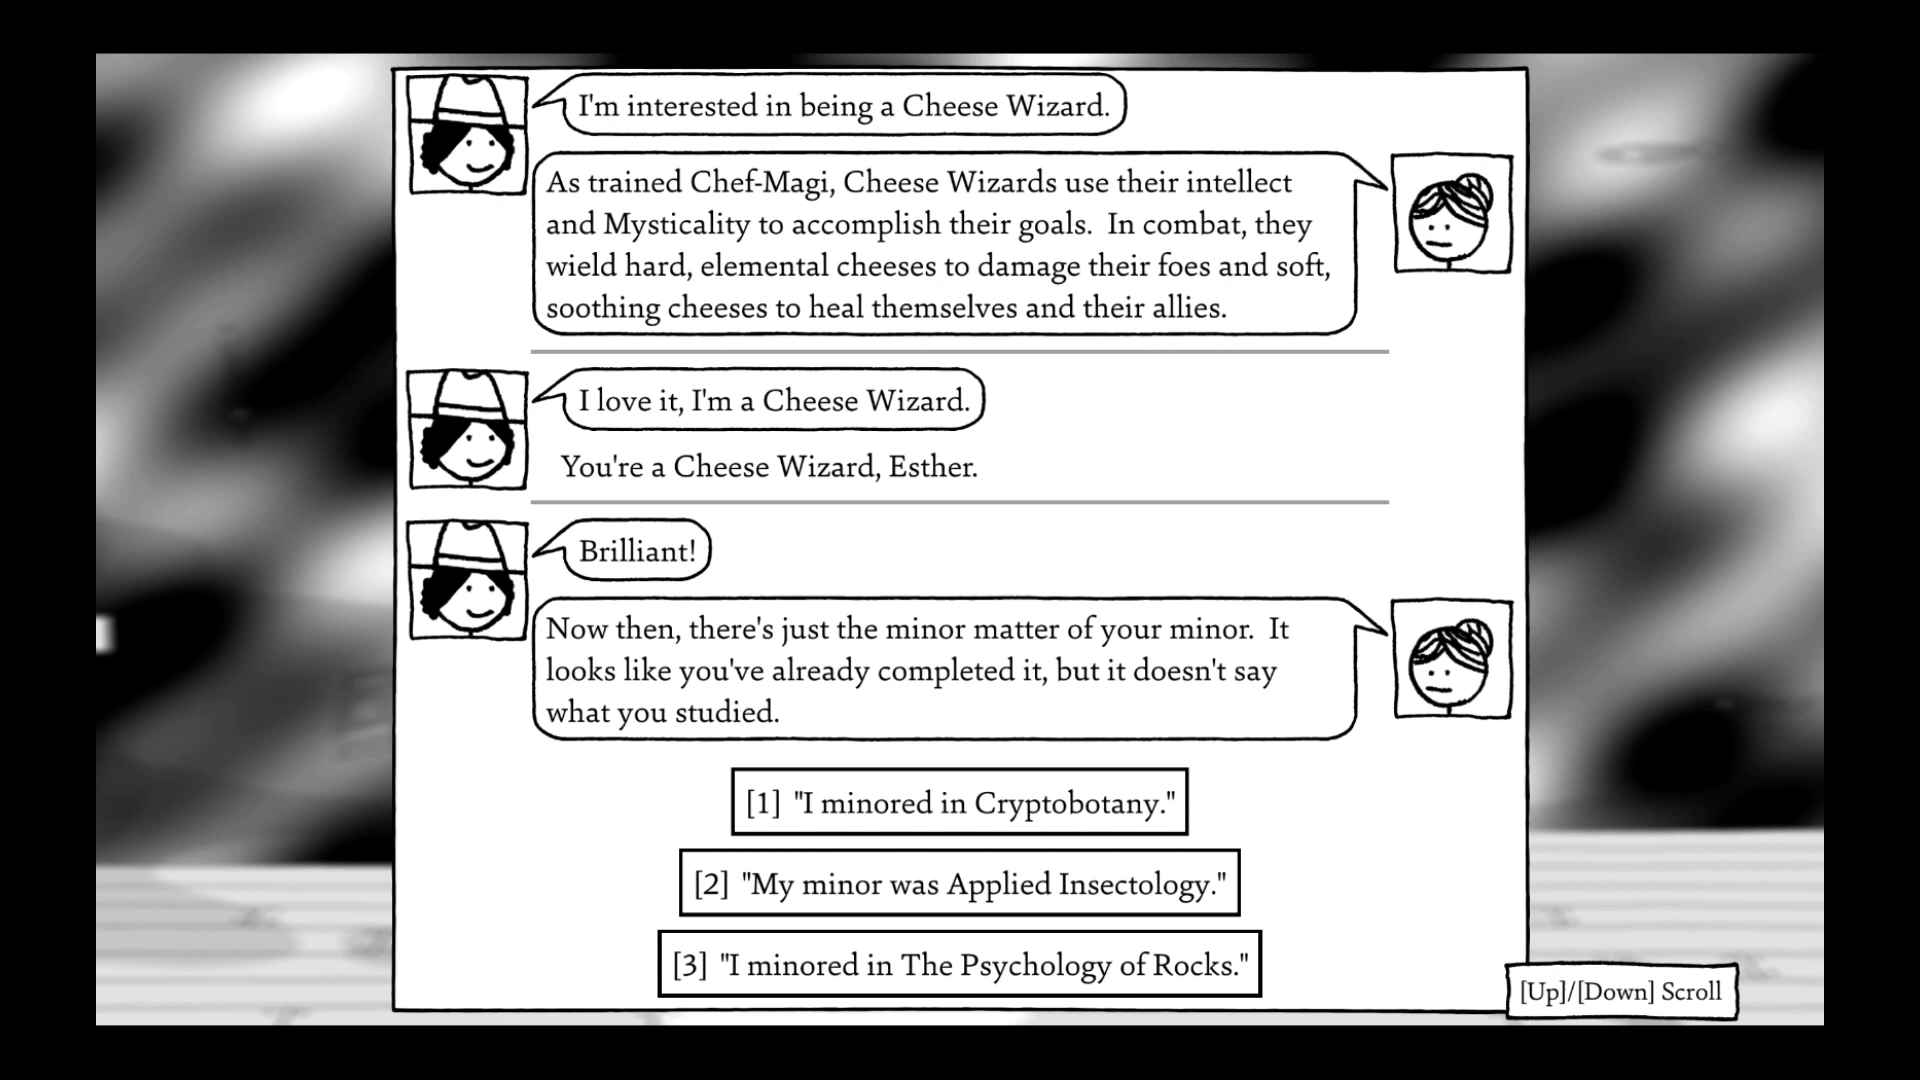 I'm interested in being a Cheese Wizard.
As trained Chef-Magi, Cheese Wizards use their intellect
and Mysticality to accomplish their goals.  In combat, they
wield hard, elemental cheeses to damage their foes and soft,
soothing cheeses to heal themselves and their allies.
I love it, I'm a Cheese Wizard.
You're a Cheese Wizard, Esther.
Brilliant!
Now then, there's just the minor matter of your minor.  It
looks like you've already completed it, but it doesn't say
what you studied.
[1] "I minored in Cryptobotany."
[2] "My minor was Applied Insectology."
[3] "I minored in The Psychology of Rocks."
[Up]/[Down] Scroll